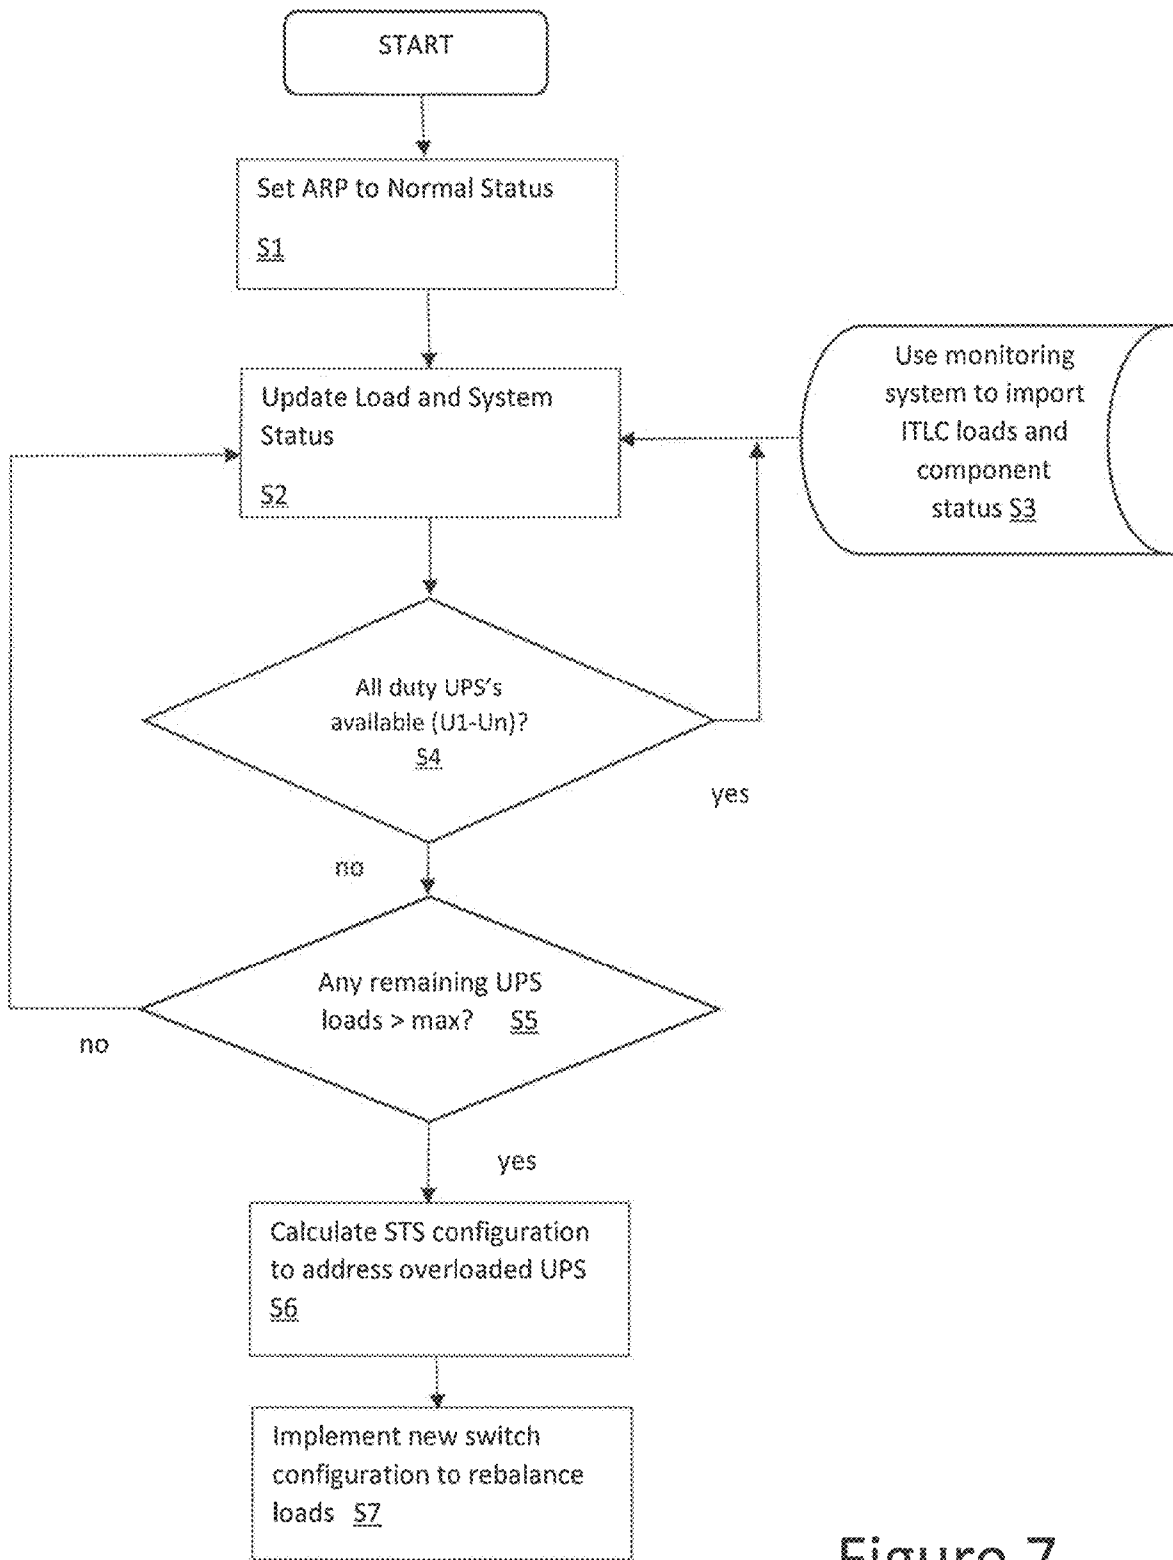 START
Set ARP to Normal Status
S1
Update Load and System
Status
S2
Use monitoring
system to import
ITLC loads and
component
status S3
All duty UPS's
available (U1-Un)?
S4
yes
no
Any remaining UPS
loads > max? S5
no
yes
Calculate STS configuration
to address overloaded UPS
S6
Implement new switch
configuration to rebalance
loads S7
Figure 7